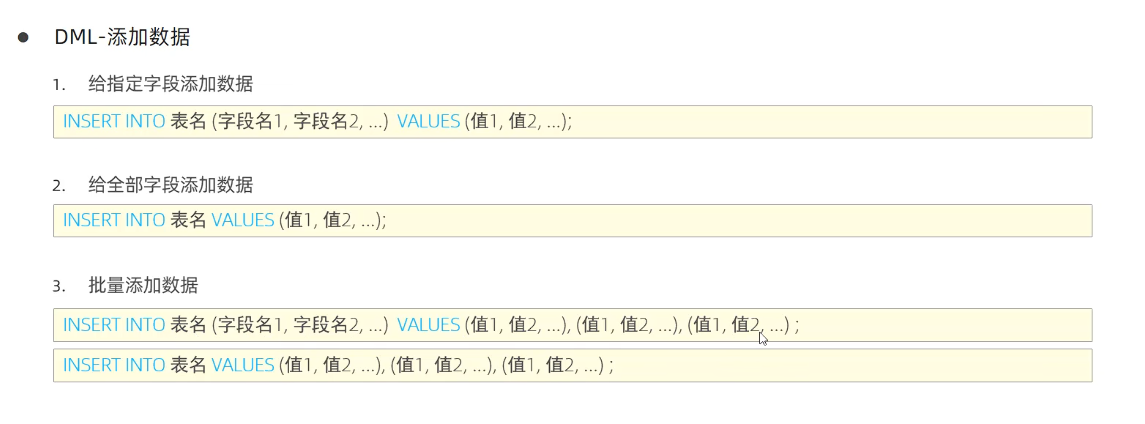 ● DML-添加数据
1. 给指定字段添加数据
INSERT INTO 表名 (字段名1, 字段名2, ...) VALUES (值1, 值2, ...);
2. 给全部字段添加数据
INSERT INTO 表名 VALUES (值1, 值2, ...);
3. 批量添加数据
INSERT INTO 表名 (字段名1, 字段名2, ...) VALUES (值1, 值2, ...), (值1, 值2, ...), (值1, 值2, ...) ;
INSERT INTO 表名 VALUES (值1, 值2, ...), (值1, 值2, ...), (值1, 值2, ...) ;